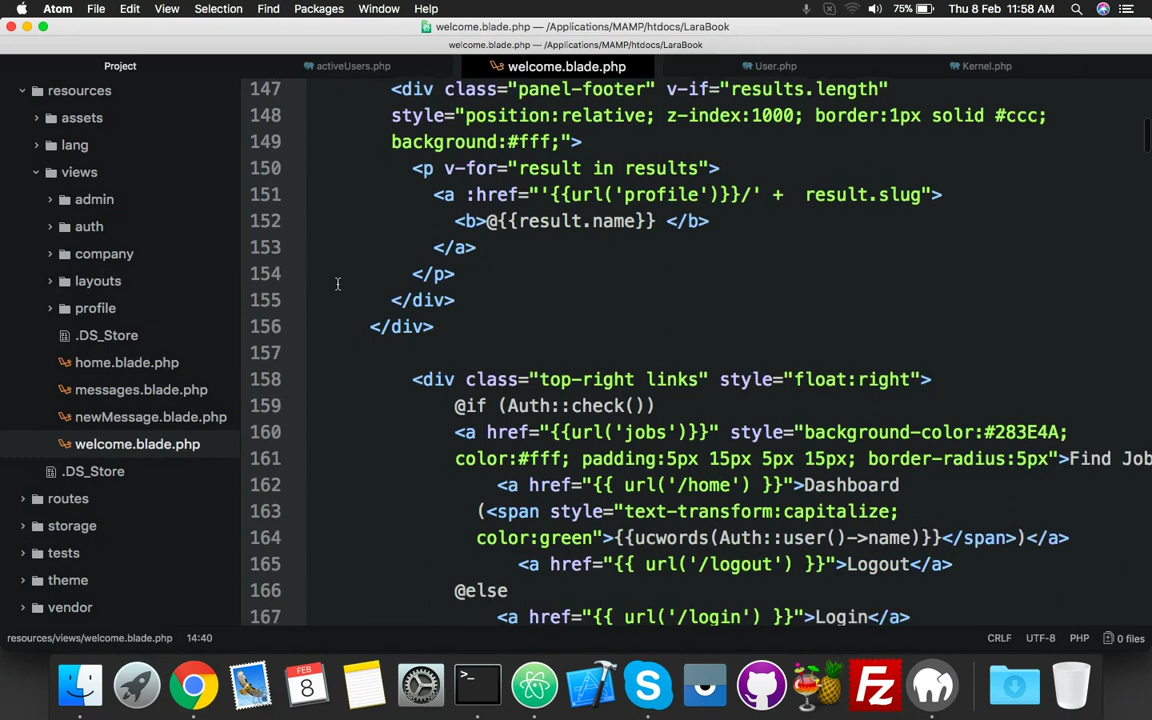 Atom File Edit View Selection Find Packages Window Help 75% Thu 8 Feb 11:58 AM
welcome.blade.php — /Applications/MAMP/htdocs/LaraBook
welcome.blade.php — /Applications/MAMP/htdocs/LaraBook
Project activeUsers.php welcome.blade.php User.php Kernel.php
resources
assets
lang
views
admin
auth
company
layouts
profile
.DS_Store
home.blade.php
messages.blade.php
newMessage.blade.php
welcome.blade.php
.DS_Store
routes
storage
tests
theme
vendor
147 <div class="panel-footer" v-if="results.length"
148 style="position:relative; z-index:1000; border:1px solid #ccc;
149 background:#fff;">
150 <p v-for="result in results">
151 <a :href="'{{url('profile')}}/' +  result.slug">
152 <b>@{{result.name}} </b>
153 </a>
154 </p>
155 </div>
156 </div>
157
158 <div class="top-right links" style="float:right">
159 @if (Auth::check())
160 <a href="{{url('jobs')}}" style="background-color:#283E4A;
161 color:#fff; padding:5px 15px 5px 15px; border-radius:5px">Find Job
162 <a href="{{ url('/home') }}">Dashboard
163 (<span style="text-transform:capitalize;
164 color:green">{{ucwords(Auth::user()->name)}}</span>)</a>
165 <a href="{{ url('/logout') }}">Logout</a>
166 @else
167 <a href="{{ url('/login') }}">Login</a>
resources/views/welcome.blade.php 14:40 CRLF UTF-8 PHP 0 files
FEB
8
>_
Fz